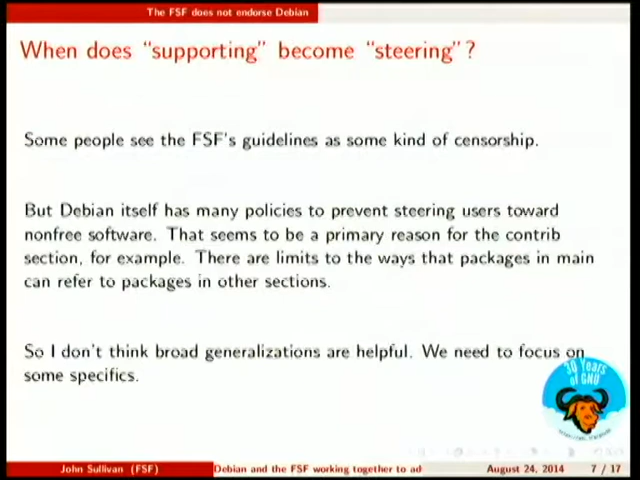 The FSF does not endorse Debian
When does “supporting” become “steering”?
Some people see the FSF's guidelines as some kind of censorship.
But Debian itself has many policies to prevent steering users toward
nonfree software. That seems to be a primary reason for the contrib
section, for example. There are limits to the ways that packages in main
can refer to packages in other sections.
So I don't think broad generalizations are helpful. We need to focus on
some specifics.
30 Years
of GNU
John Sullivan (FSF)
Debian and the FSF working together to ad
August 24, 2014
7 / 17